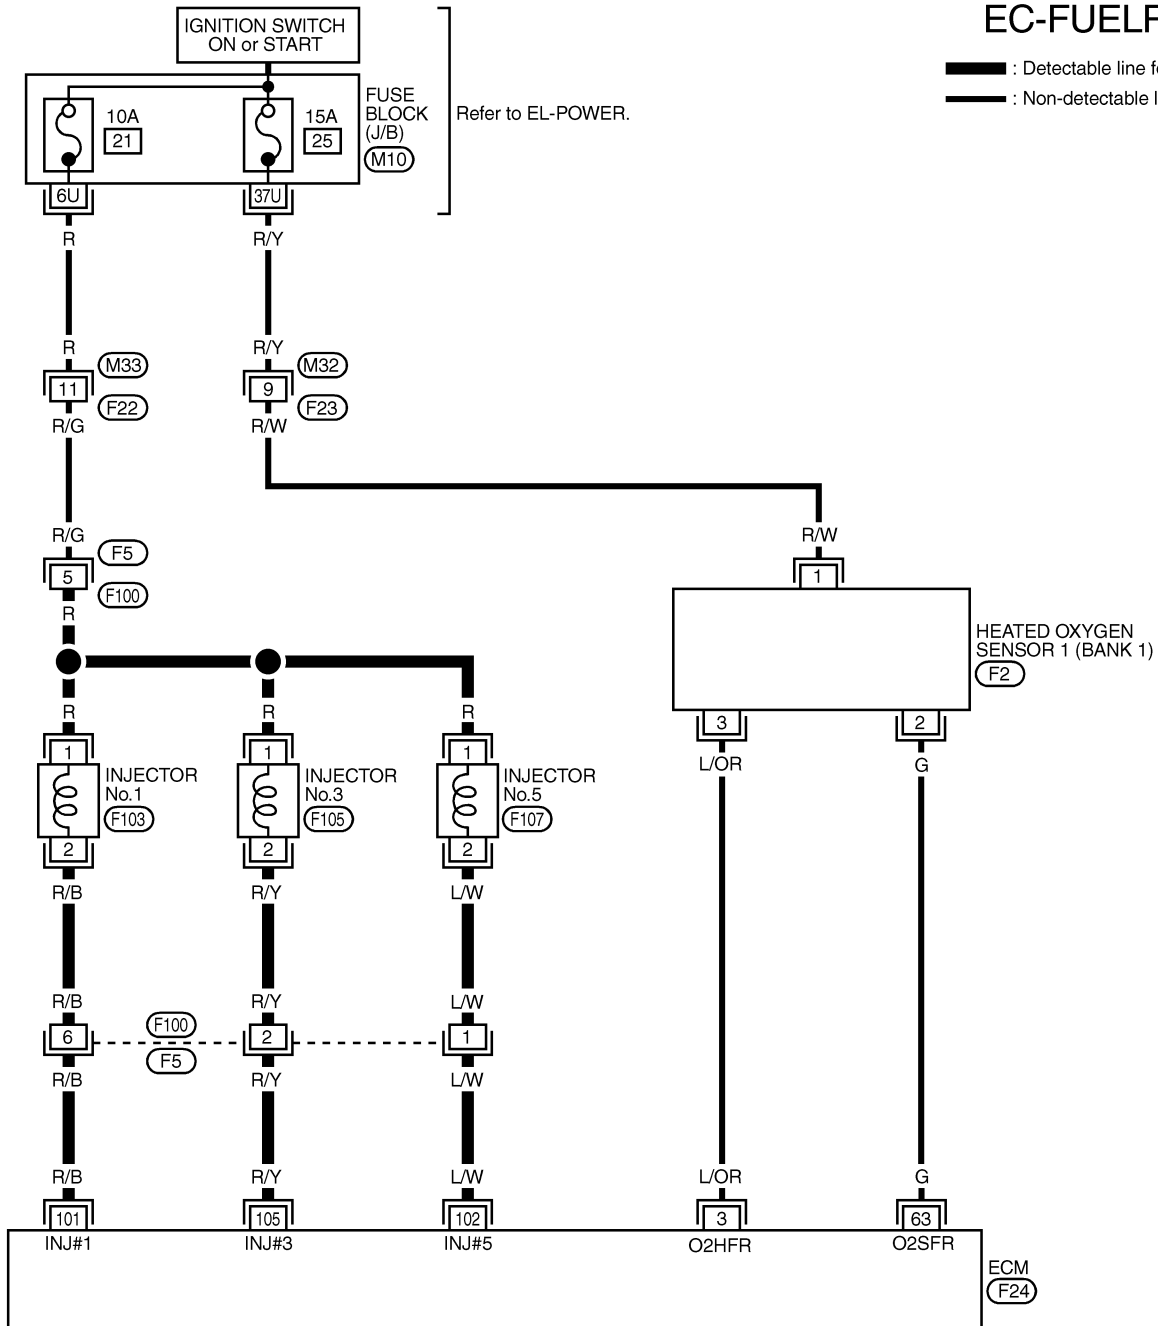 EC-FUELF
IGNITION SWITCH
ON or START
: Detectable line f
: Non-detectable l
10A
21
15A
25
FUSE
BLOCK
(J/B)
M10
Refer to EL-POWER.
6U
37U
R
R/Y
R
R/Y
M33
M32
11
9
F22
F23
R/G
R/W
R/G
R/W
F5
5
1
F100
R
HEATED OXYGEN
SENSOR 1 (BANK 1)
F2
R
R
R
3
2
1
1
1
L/OR
G
INJECTOR
No.1
F103
INJECTOR
No.3
F105
INJECTOR
No.5
F107
2
2
2
R/B
R/Y
L/W
R/B
R/Y
L/W
F100
6
2
1
F5
R/B
R/Y
L/W
R/B
R/Y
L/W
L/OR
G
101
105
102
3
63
INJ#1
INJ#3
INJ#5
O2HFR
O2SFR
ECM
F24